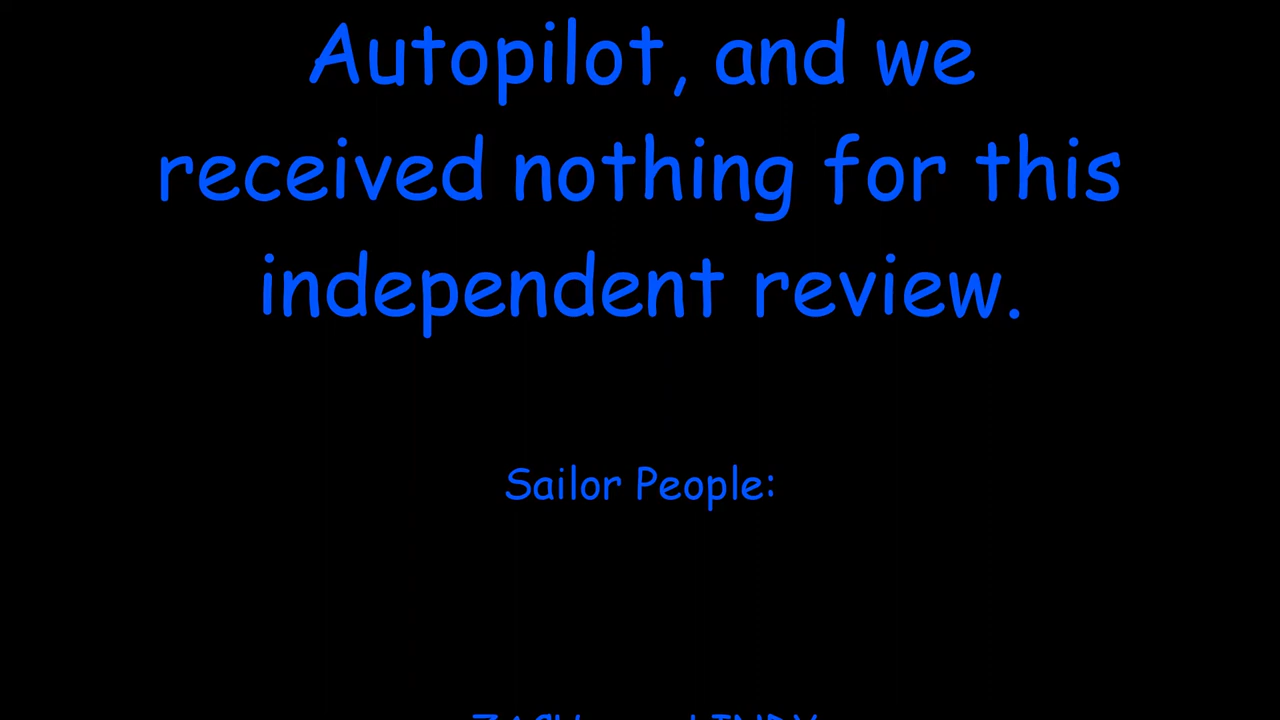 Autopilot, and we
received nothing for this
independent review.
Sailor People: